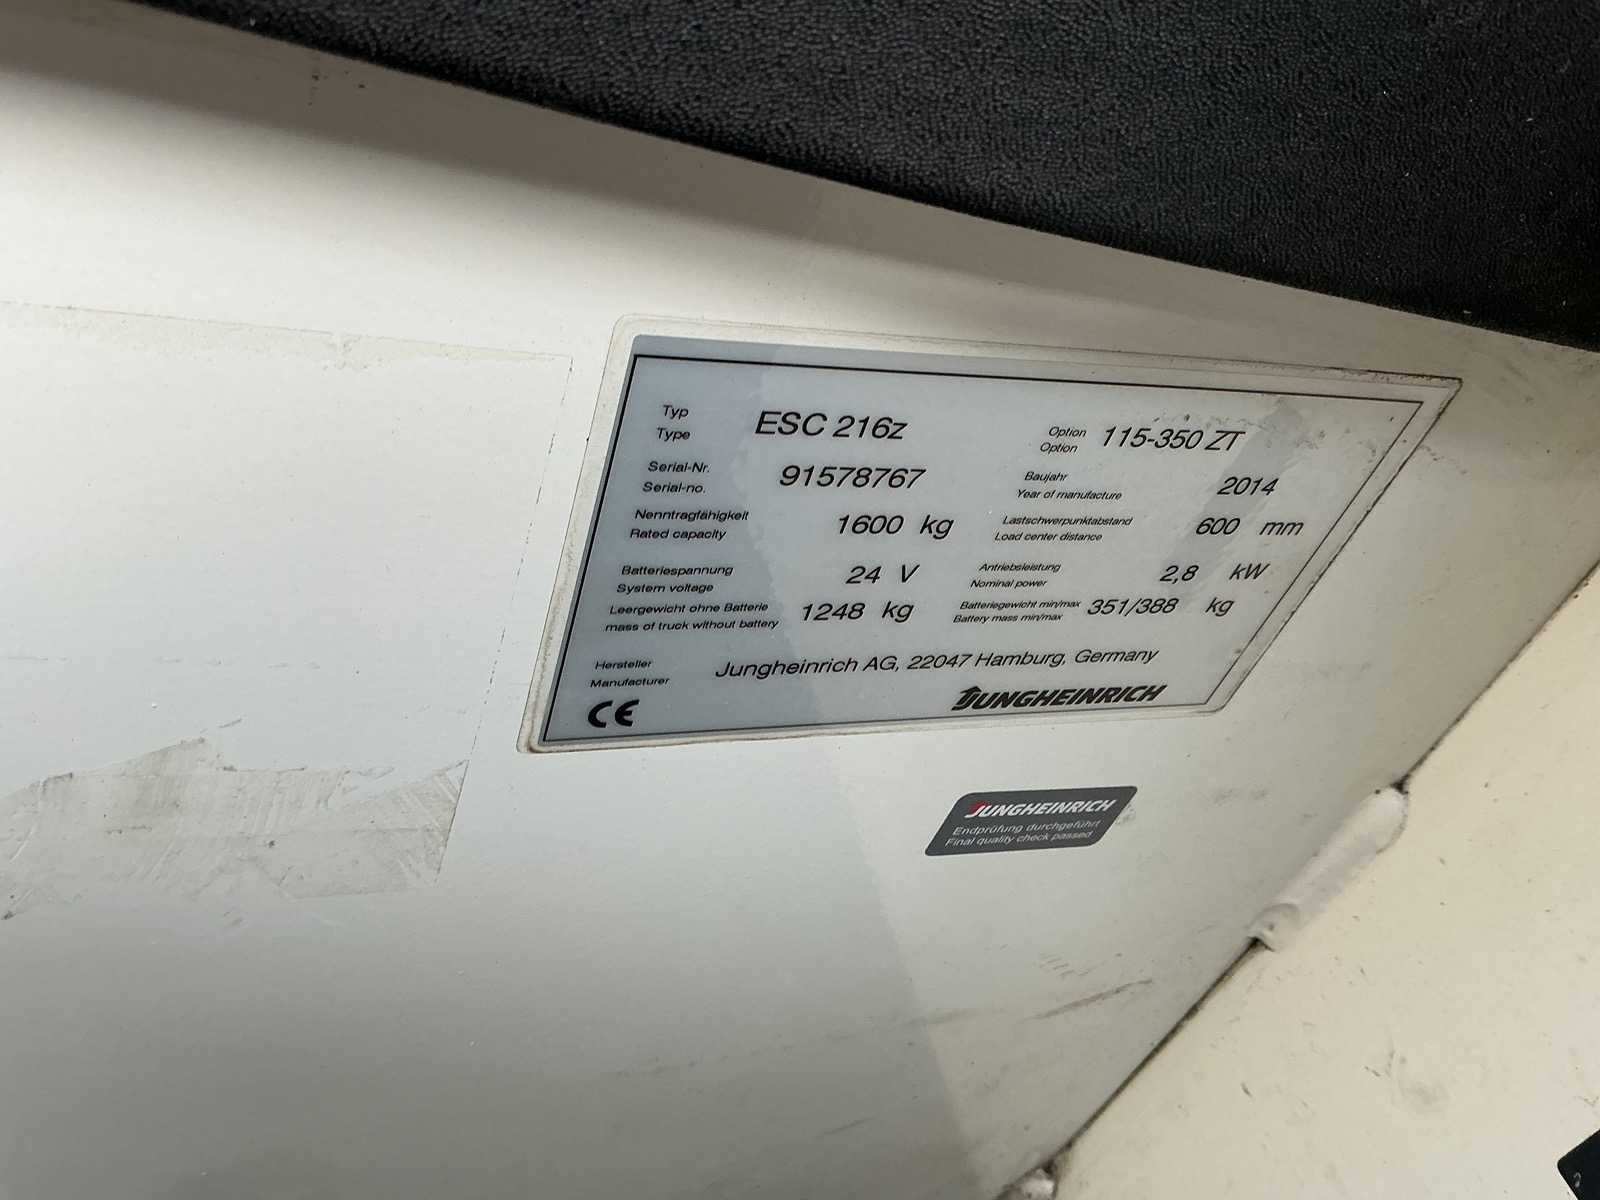 Typ ESC 216z Option 115-350 ZT
Type Option
Serial-Nr. 91578767 Baujahr 2014
Serial-no. Year of manufacture
Nenntragfähigkeit 1600 kg Lastschwerpunktabstand 600 mm
Rated capacity Load center distance
Batteriespannung 24 V Antriebsleistung 2,8 kW
System voltage Nominal power
Leergewicht ohne Batterie 1248 kg Batteriegewicht min/max 351/388 kg
mass of truck without battery Battery mass min/max
Hersteller Jungheinrich AG, 22047 Hamburg, Germany
Manufacturer
CE JUNGHEINRICH
JUNGHEINRICH
Endprüfung durchgeführt
Final quality check passed